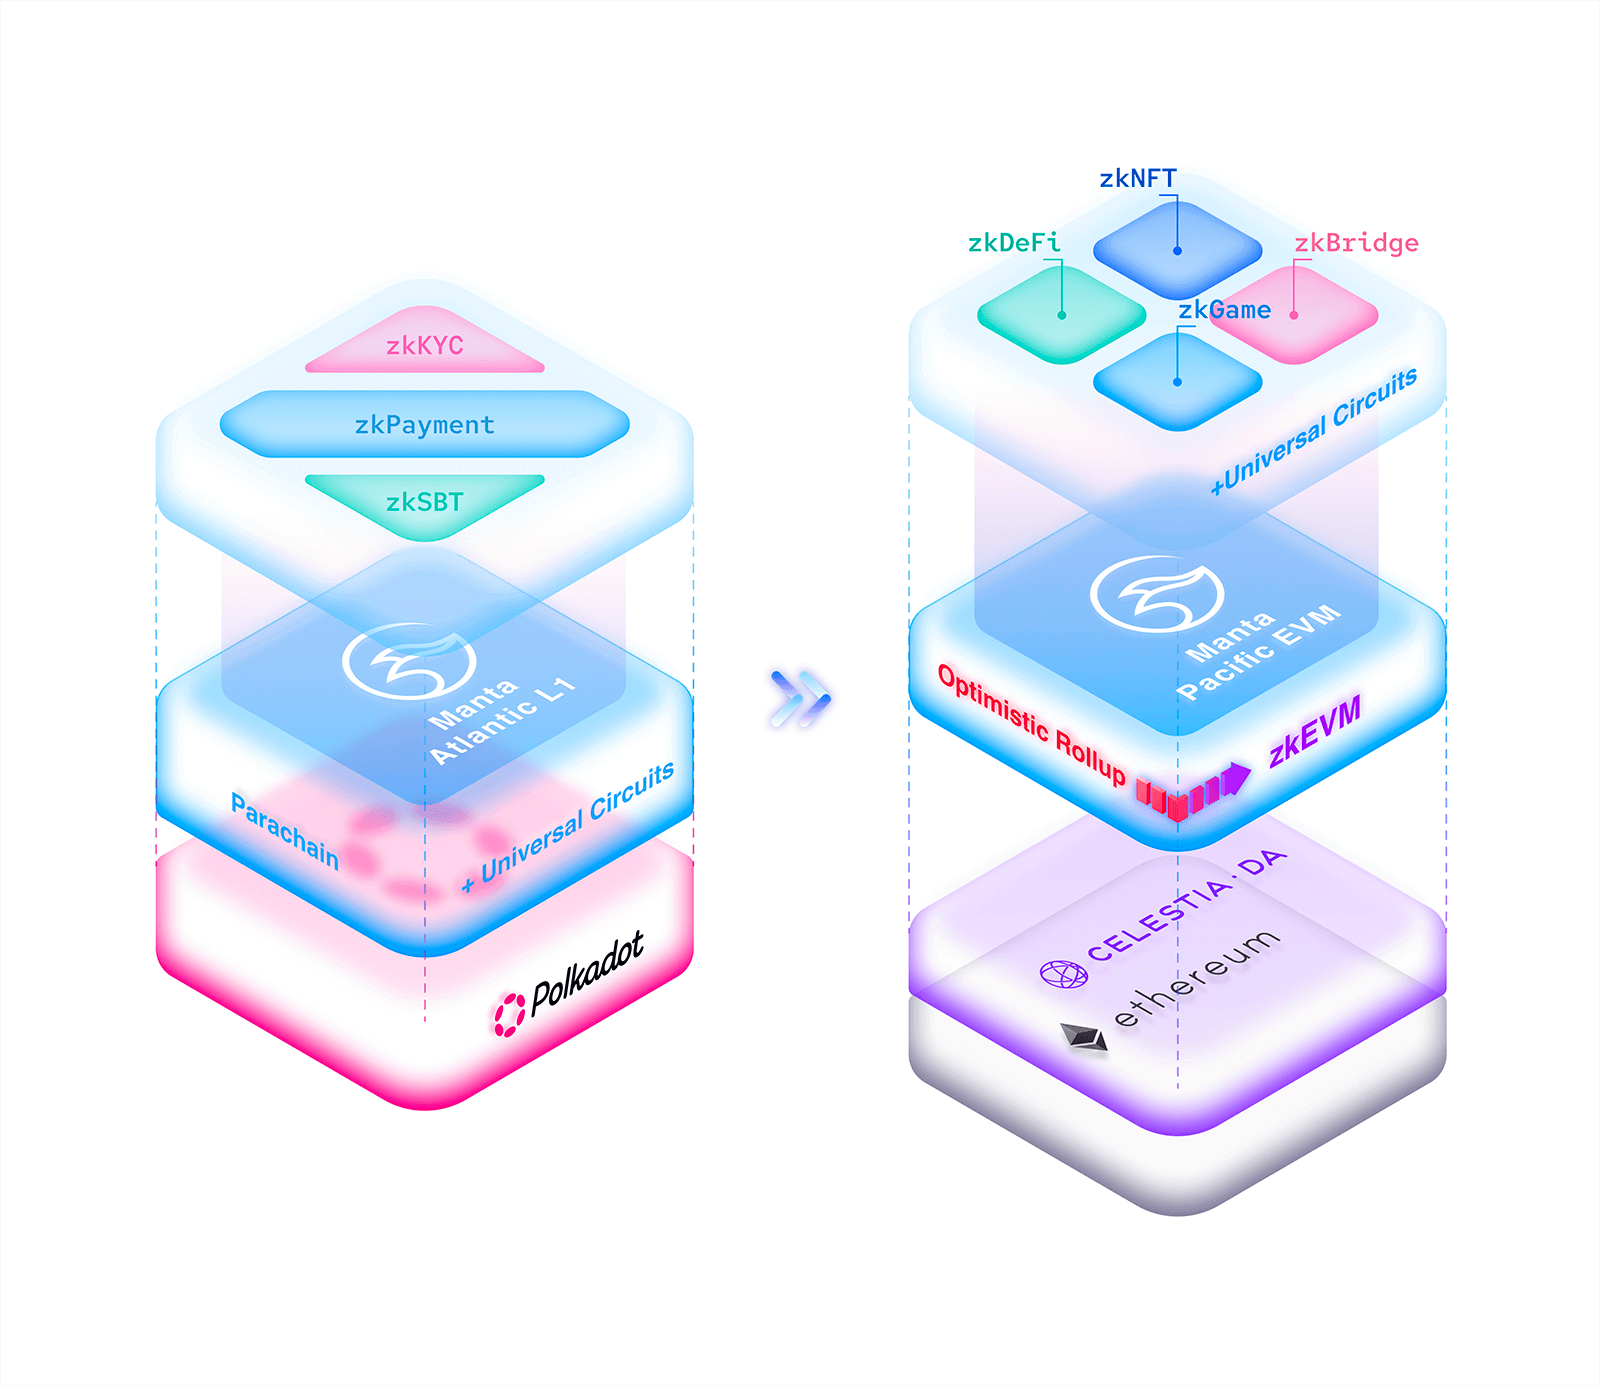 zkKYC
zkPayment
zkSBT
Manta
Atlantic L1
Parachain
+ Universal Circuits
Polkadot
zkNFT
zkDeFi
zkBridge
zkGame
+Universal Circuits
Manta
Pacific EVM
Optimistic Rollup
zkEVM
CELESTIA·DA
ethereum